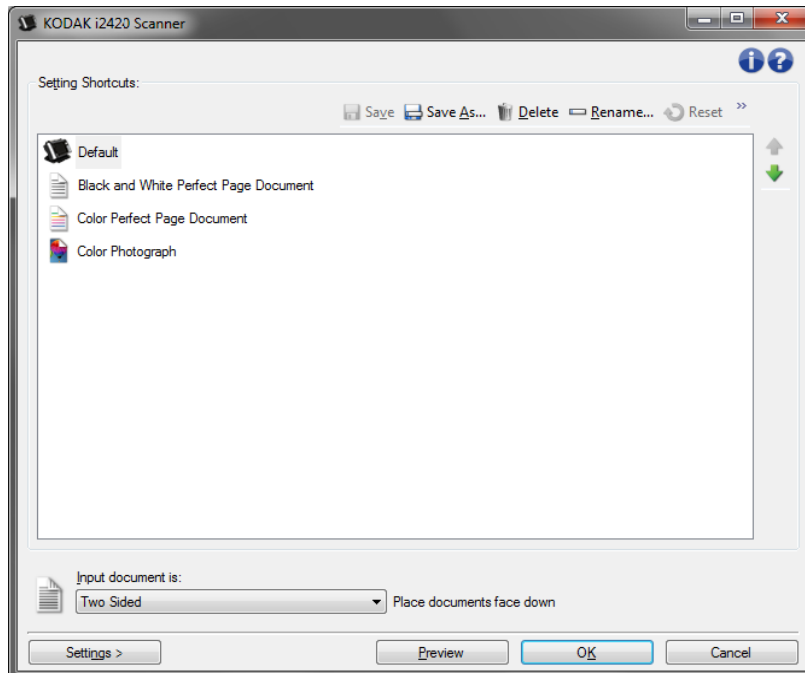 KODAK i2420 Scanner
Setting Shortcuts:
Save Save As... Delete Rename... Reset »
Default
Black and White Perfect Page Document
Color Perfect Page Document
Color Photograph
Input document is:
Two Sided Place documents face down
Settings > Preview OK Cancel